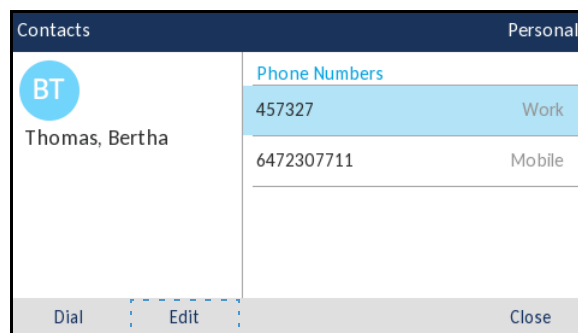 Contacts Personal
BT
Thomas, Bertha
Phone Numbers
457327 Work
6472307711 Mobile
Dial Edit Close